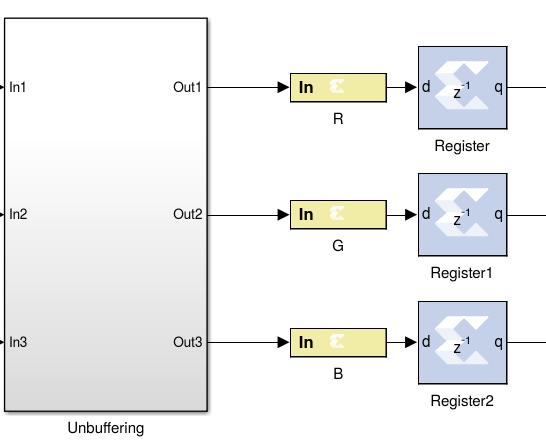 In1 Out1 In d z⁻¹ q
R
Register
In2 Out2 In d z⁻¹ q
G
Register1
In3 Out3 In d z⁻¹ q
B
Register2
Unbuffering